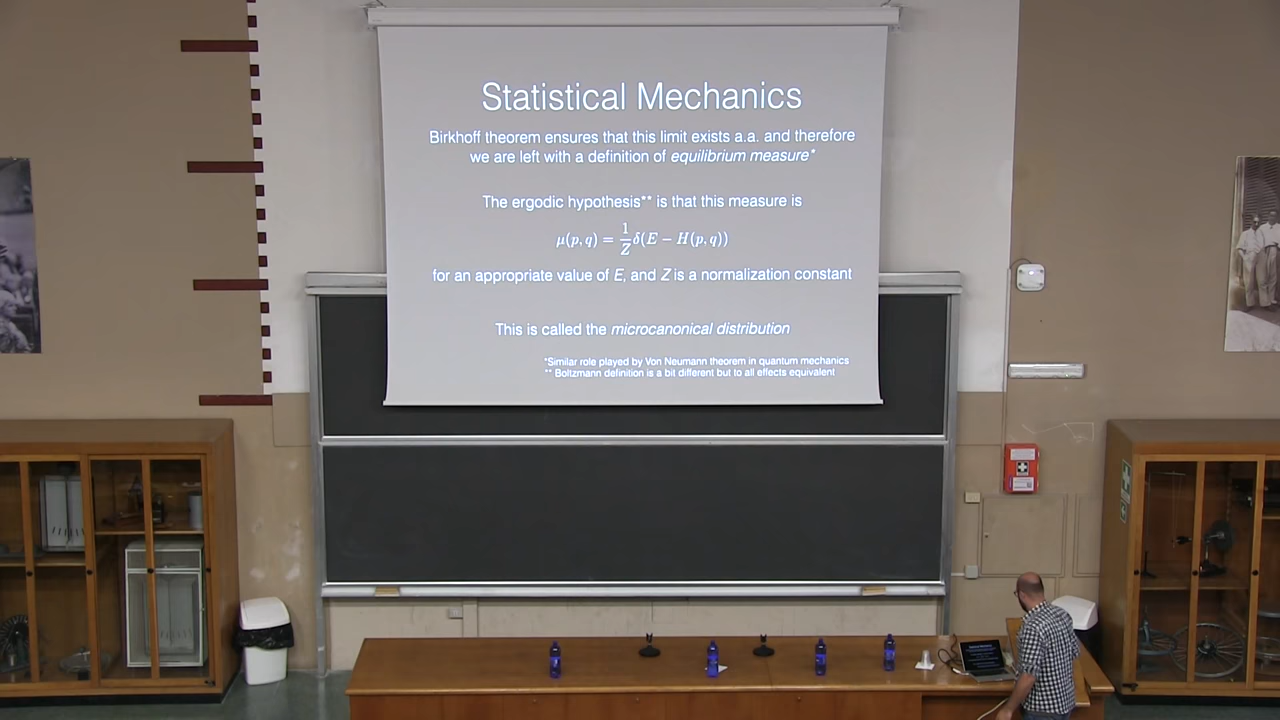 Statistical Mechanics
Birkhoff theorem ensures that this limit exists a.a. and therefore
we are left with a definition of equilibrium measure*
The ergodic hypothesis** is that this measure is
μ(p, q) = 1/Z δ(E − H(p, q))
for an appropriate value of E, and Z is a normalization constant
This is called the microcanonical distribution
*Similar role played by Von Neumann theorem in quantum mechanics
** Boltzmann definition is a bit different but to all effects equivalent